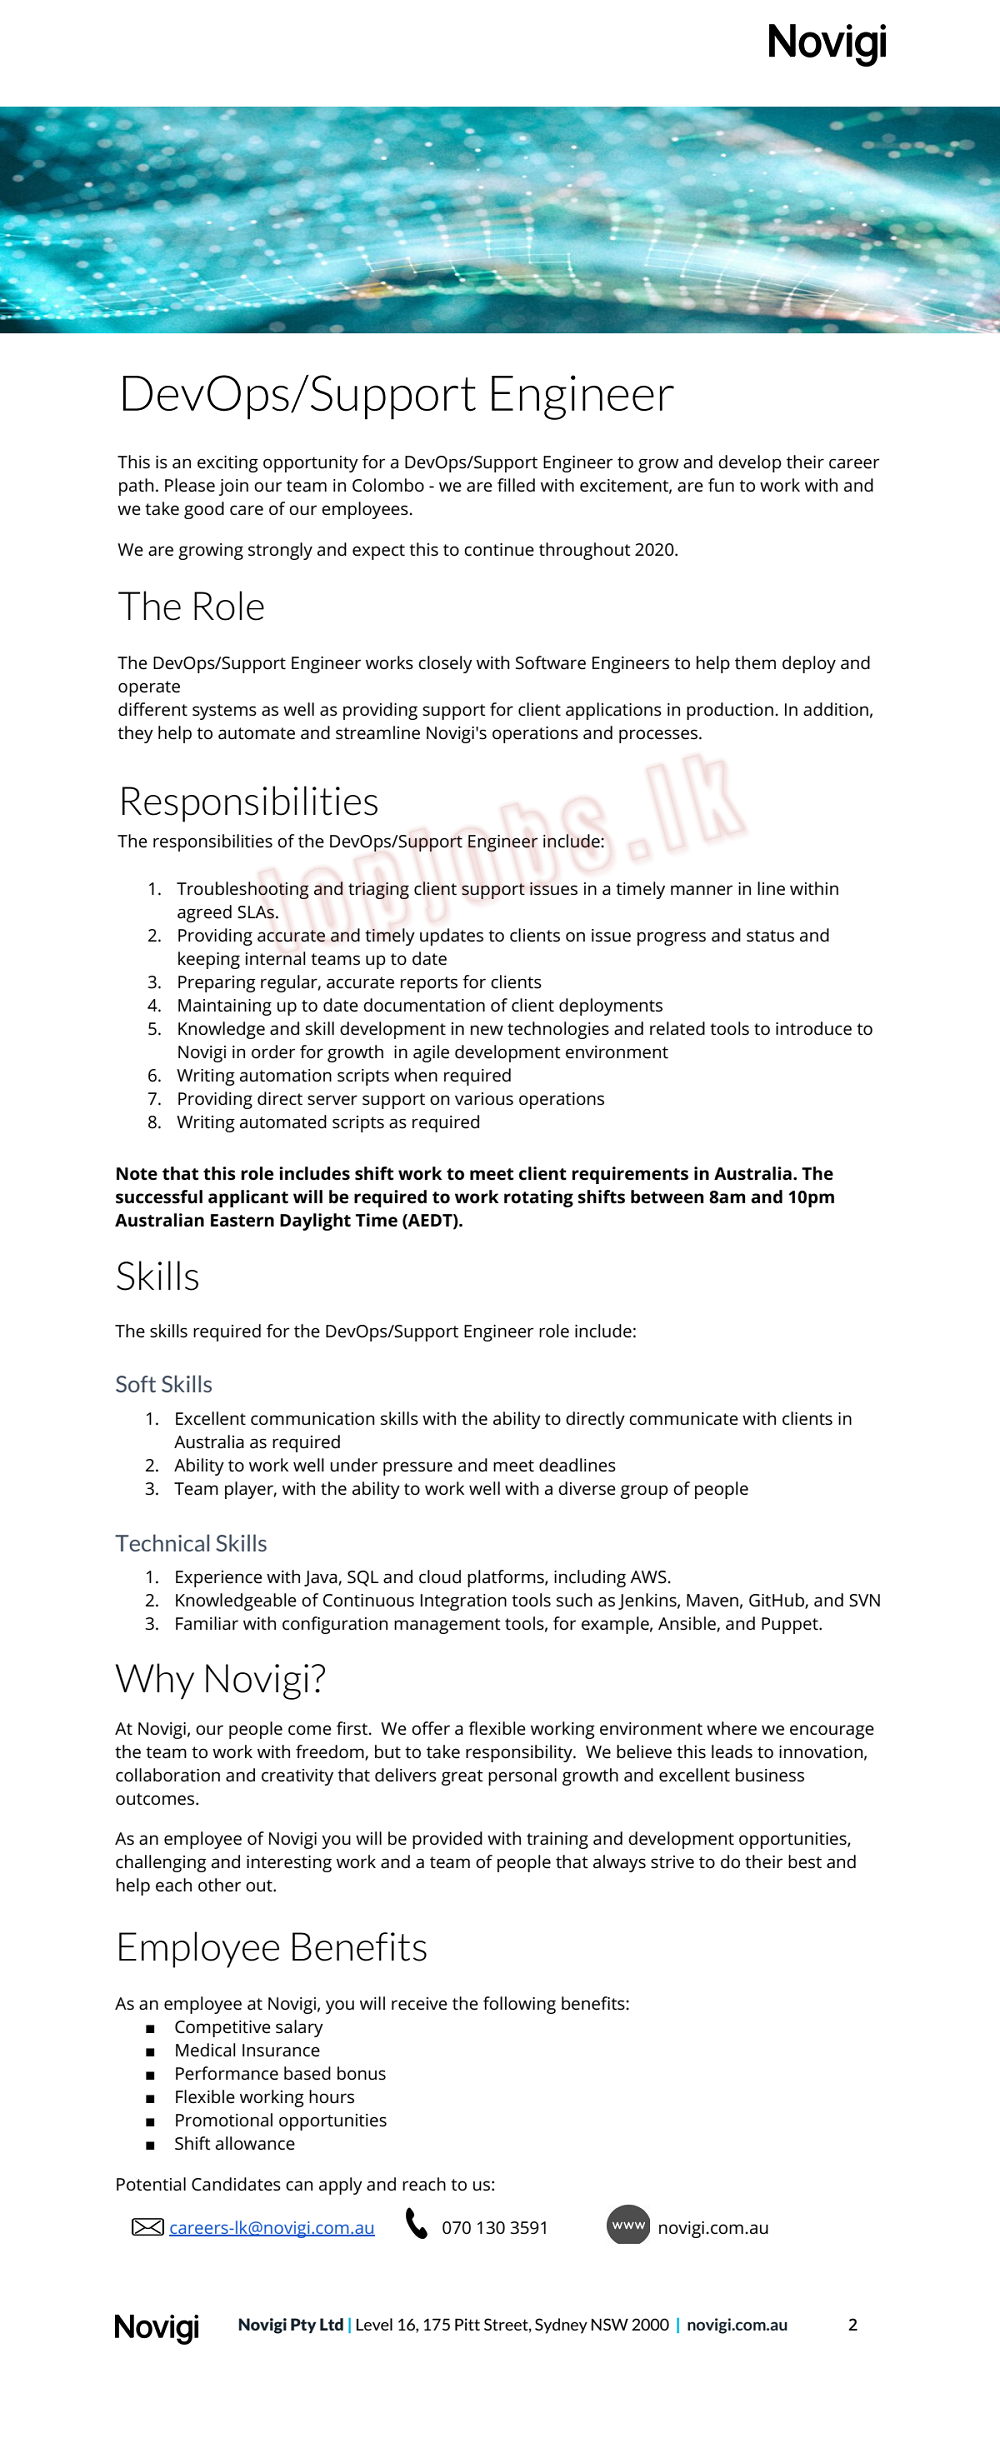 Novigi
DevOps/Support Engineer
This is an exciting opportunity for a DevOps/Support Engineer to grow and develop their career
path. Please join our team in Colombo - we are filled with excitement, are fun to work with and
we take good care of our employees.
We are growing strongly and expect this to continue throughout 2020.
The Role
The DevOps/Support Engineer works closely with Software Engineers to help them deploy and
operate
different systems as well as providing support for client applications in production. In addition,
they help to automate and streamline Novigi's operations and processes.
Responsibilities
The responsibilities of the DevOps/Support Engineer include:
topjobs.lk
1. Troubleshooting and triaging client support issues in a timely manner in line within
agreed SLAs.
2. Providing accurate and timely updates to clients on issue progress and status and
keeping internal teams up to date
3. Preparing regular, accurate reports for clients
4. Maintaining up to date documentation of client deployments
5. Knowledge and skill development in new technologies and related tools to introduce to
Novigi in order for growth  in agile development environment
6. Writing automation scripts when required
7. Providing direct server support on various operations
8. Writing automated scripts as required
Note that this role includes shift work to meet client requirements in Australia. The
successful applicant will be required to work rotating shifts between 8am and 10pm
Australian Eastern Daylight Time (AEDT).
Skills
The skills required for the DevOps/Support Engineer role include:
Soft Skills
1. Excellent communication skills with the ability to directly communicate with clients in
Australia as required
2. Ability to work well under pressure and meet deadlines
3. Team player, with the ability to work well with a diverse group of people
Technical Skills
1. Experience with Java, SQL and cloud platforms, including AWS.
2. Knowledgeable of Continuous Integration tools such as Jenkins, Maven, GitHub, and SVN
3. Familiar with configuration management tools, for example, Ansible, and Puppet.
Why Novigi?
At Novigi, our people come first.  We offer a flexible working environment where we encourage
the team to work with freedom, but to take responsibility.  We believe this leads to innovation,
collaboration and creativity that delivers great personal growth and excellent business
outcomes.
As an employee of Novigi you will be provided with training and development opportunities,
challenging and interesting work and a team of people that always strive to do their best and
help each other out.
Employee Benefits
As an employee at Novigi, you will receive the following benefits:
■ Competitive salary
■ Medical Insurance
■ Performance based bonus
■ Flexible working hours
■ Promotional opportunities
■ Shift allowance
Potential Candidates can apply and reach to us:
careers-lk@novigi.com.au 070 130 3591 www novigi.com.au
Novigi Novigi Pty Ltd | Level 16, 175 Pitt Street, Sydney NSW 2000 | novigi.com.au 2